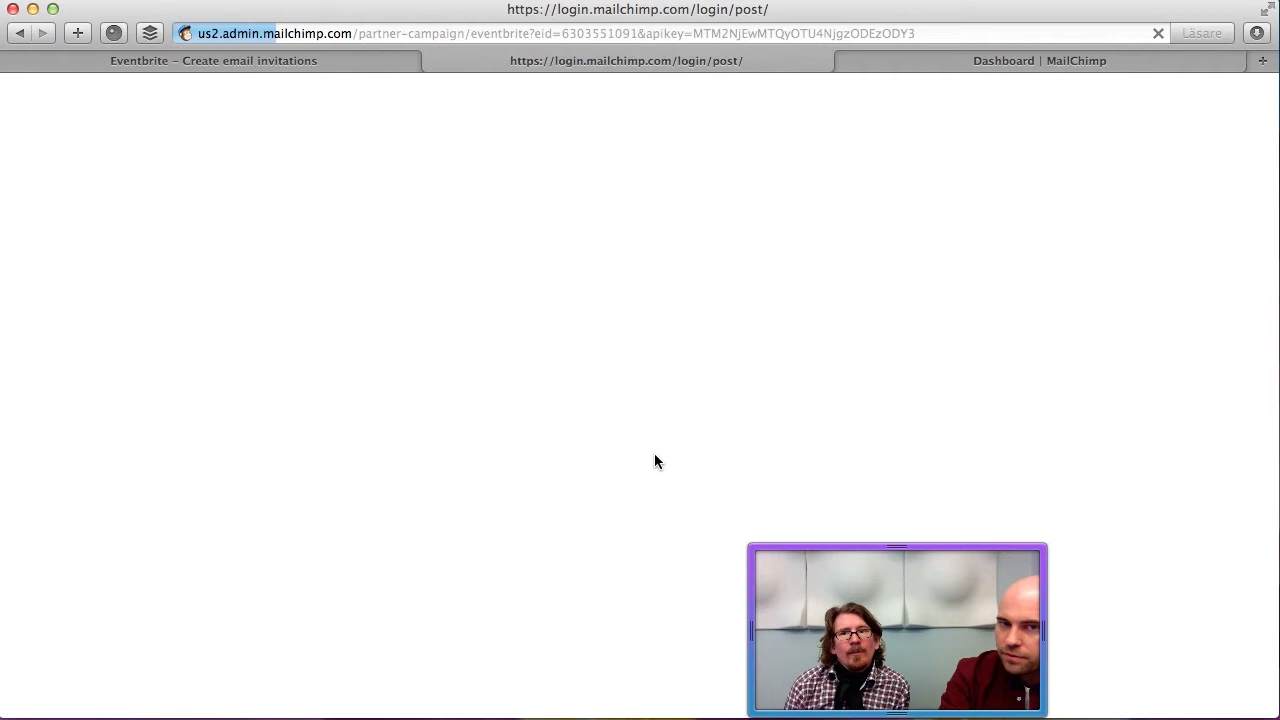 https://login.mailchimp.com/login/post/
us2.admin.mailchimp.com/partner-campaign/eventbrite?eid=6303551091&apikey=MTM2NjEwMTQyOTU4NjgzODEzODY3
Läsare
Eventbrite – Create email invitations
https://login.mailchimp.com/login/post/
Dashboard | MailChimp